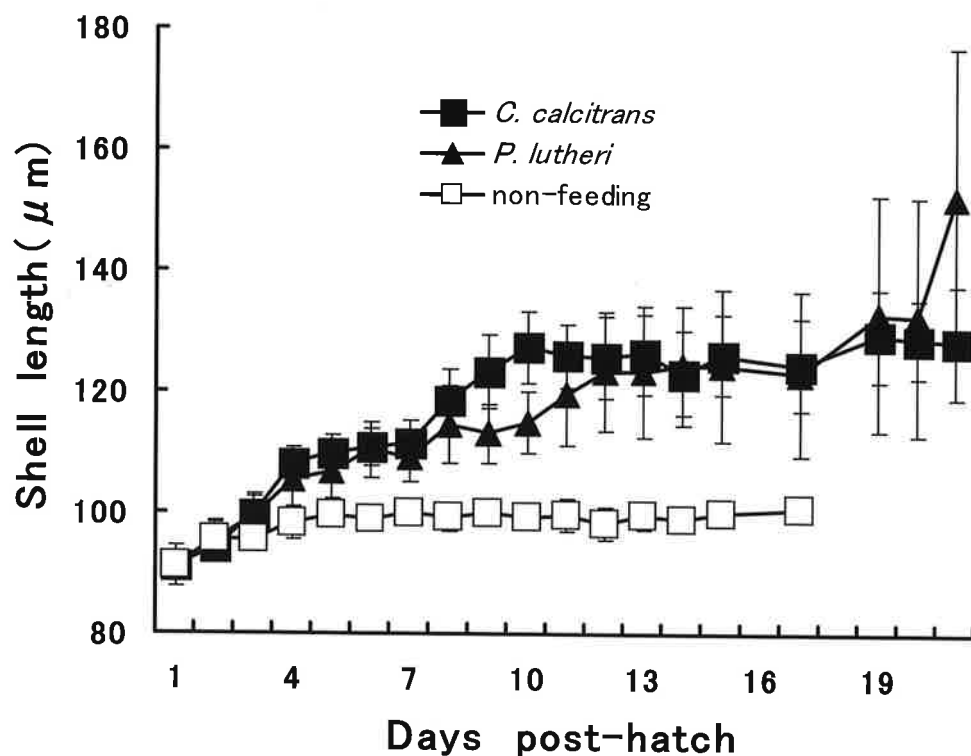 180
160
140
120
100
80
Shell length(μm)
C. calcitrans
P. lutheri
non-feeding
1 4 7 10 13 16 19
Days post-hatch